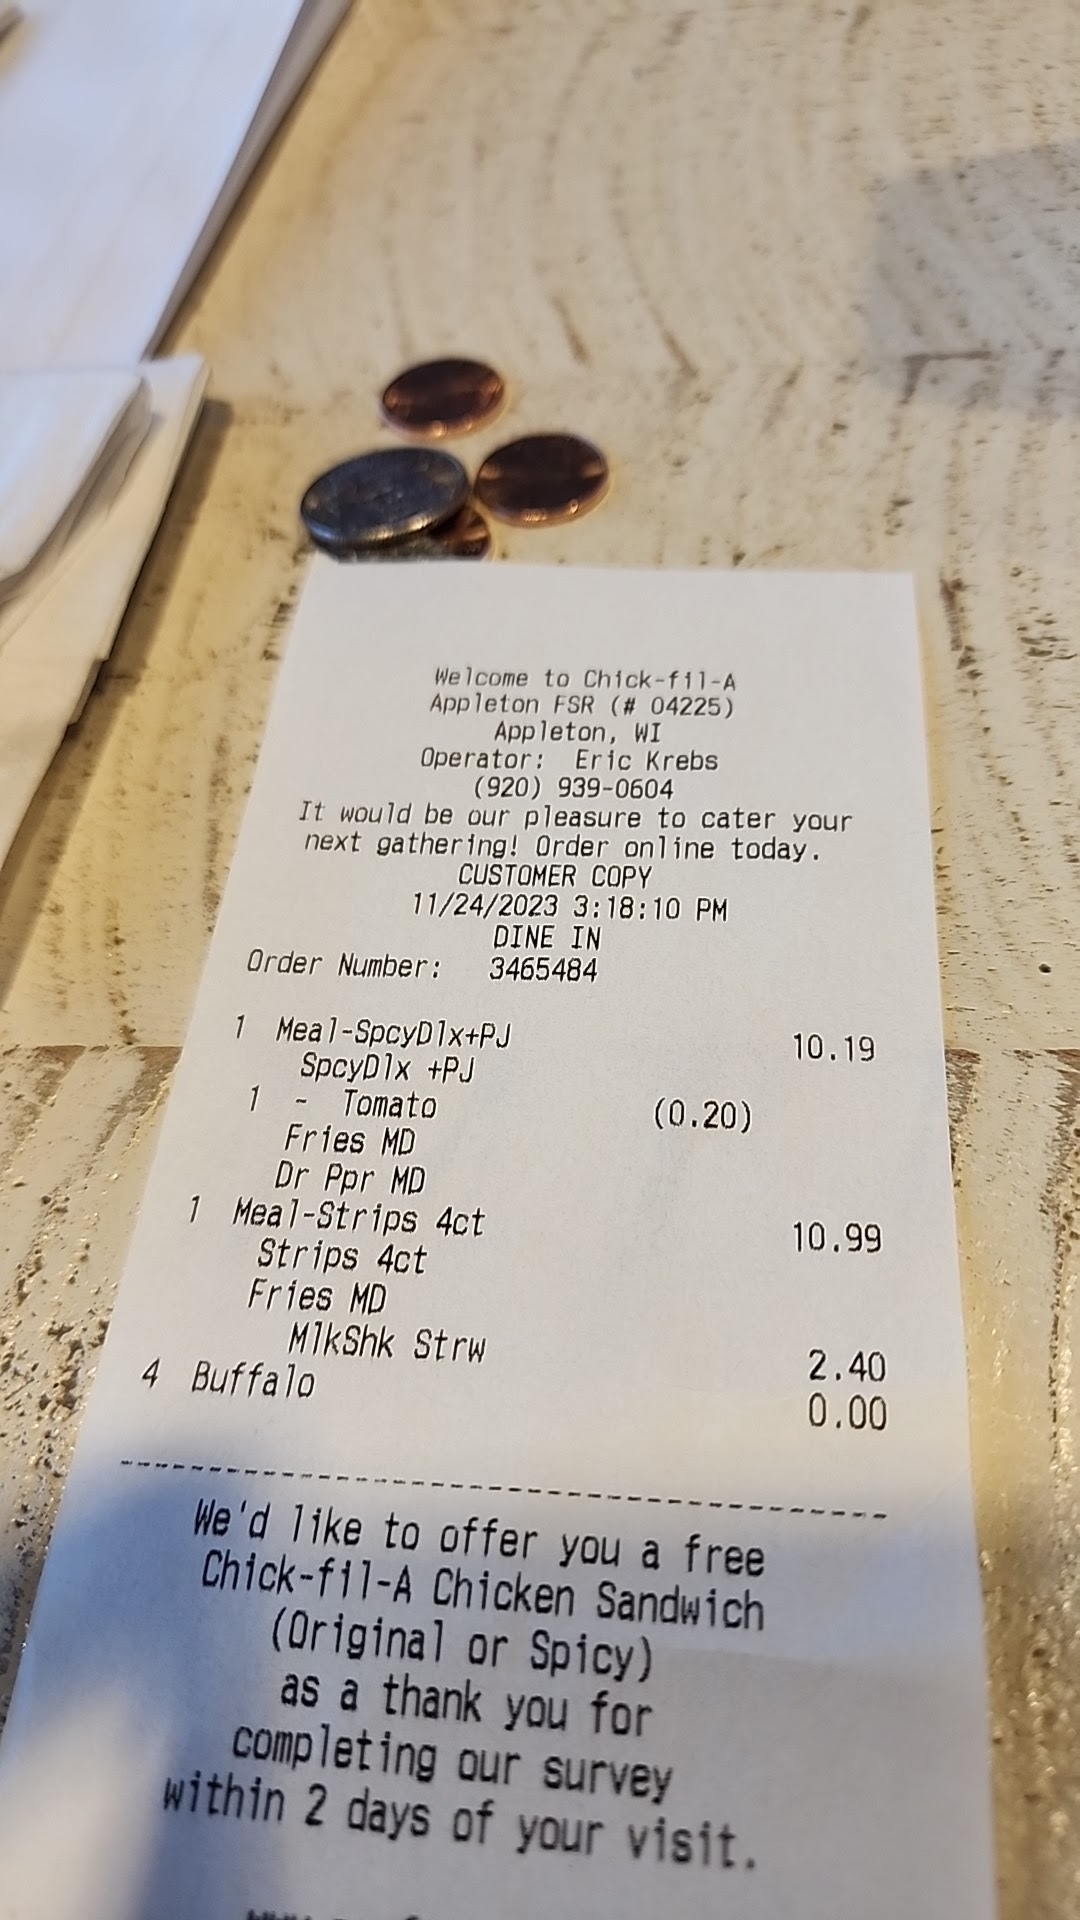 Welcome to Chick-fil-A
Appleton FSR (# 04225)
Appleton, WI
Operator: Eric Krebs
(920) 939-0604
It would be our pleasure to cater your
next gathering! Order online today.
CUSTOMER COPY
11/24/2023 3:18:10 PM
DINE IN
Order Number: 3465484
1 Meal-SpcyDlx+PJ 10.19
SpcyDlx +PJ
1 - Tomato (0.20)
Fries MD
Dr Ppr MD
1 Meal-Strips 4ct 10.99
Strips 4ct
Fries MD
MlkShk Strw 2.40
4 Buffalo 0.00
We'd like to offer you a free
Chick-fil-A Chicken Sandwich
(Original or Spicy)
as a thank you for
completing our survey
within 2 days of your visit.